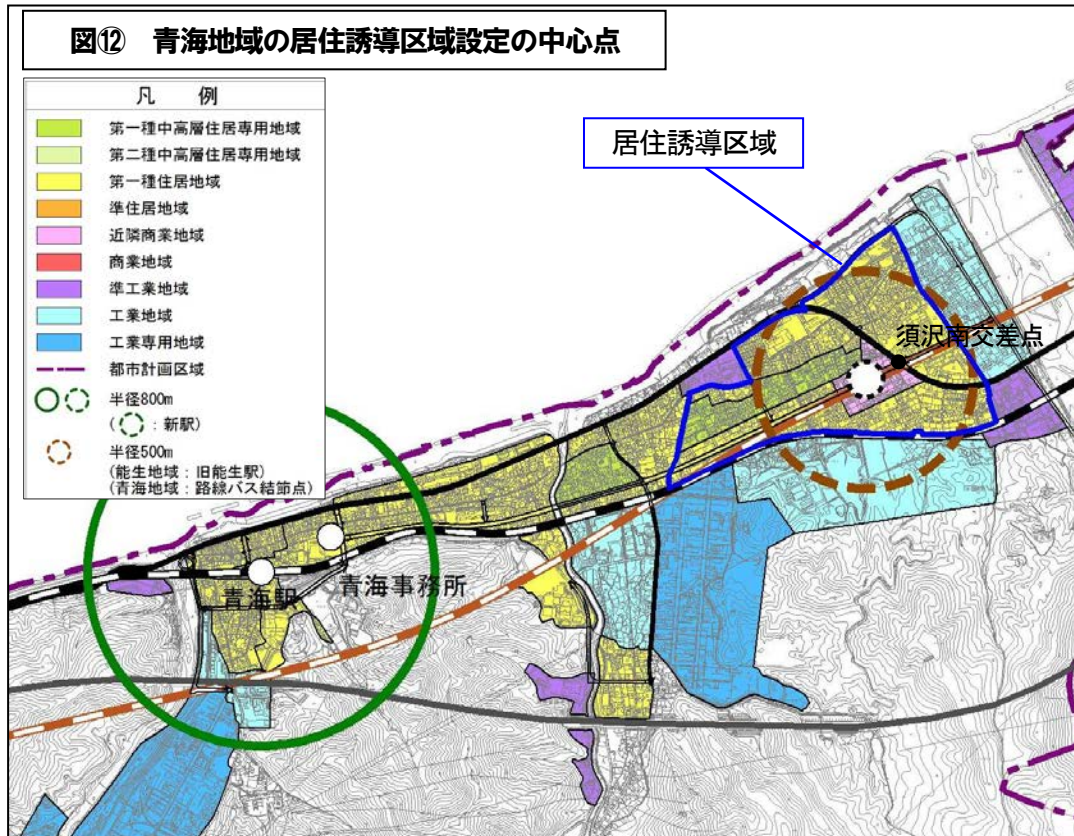 図⑫ 青海地域の居住誘導区域設定の中心点
凡 例
第一種中高層住居専用地域
第二種中高層住居専用地域
第一種住居地域
準住居地域
近隣商業地域
商業地域
準工業地域
工業地域
工業専用地域
都市計画区域
半径800m
( : 新駅)
半径500m
(能生地域:旧能生駅)
(青海地域:路線バス結節点)
居住誘導区域
須沢南交差点
青海事務所
青海駅